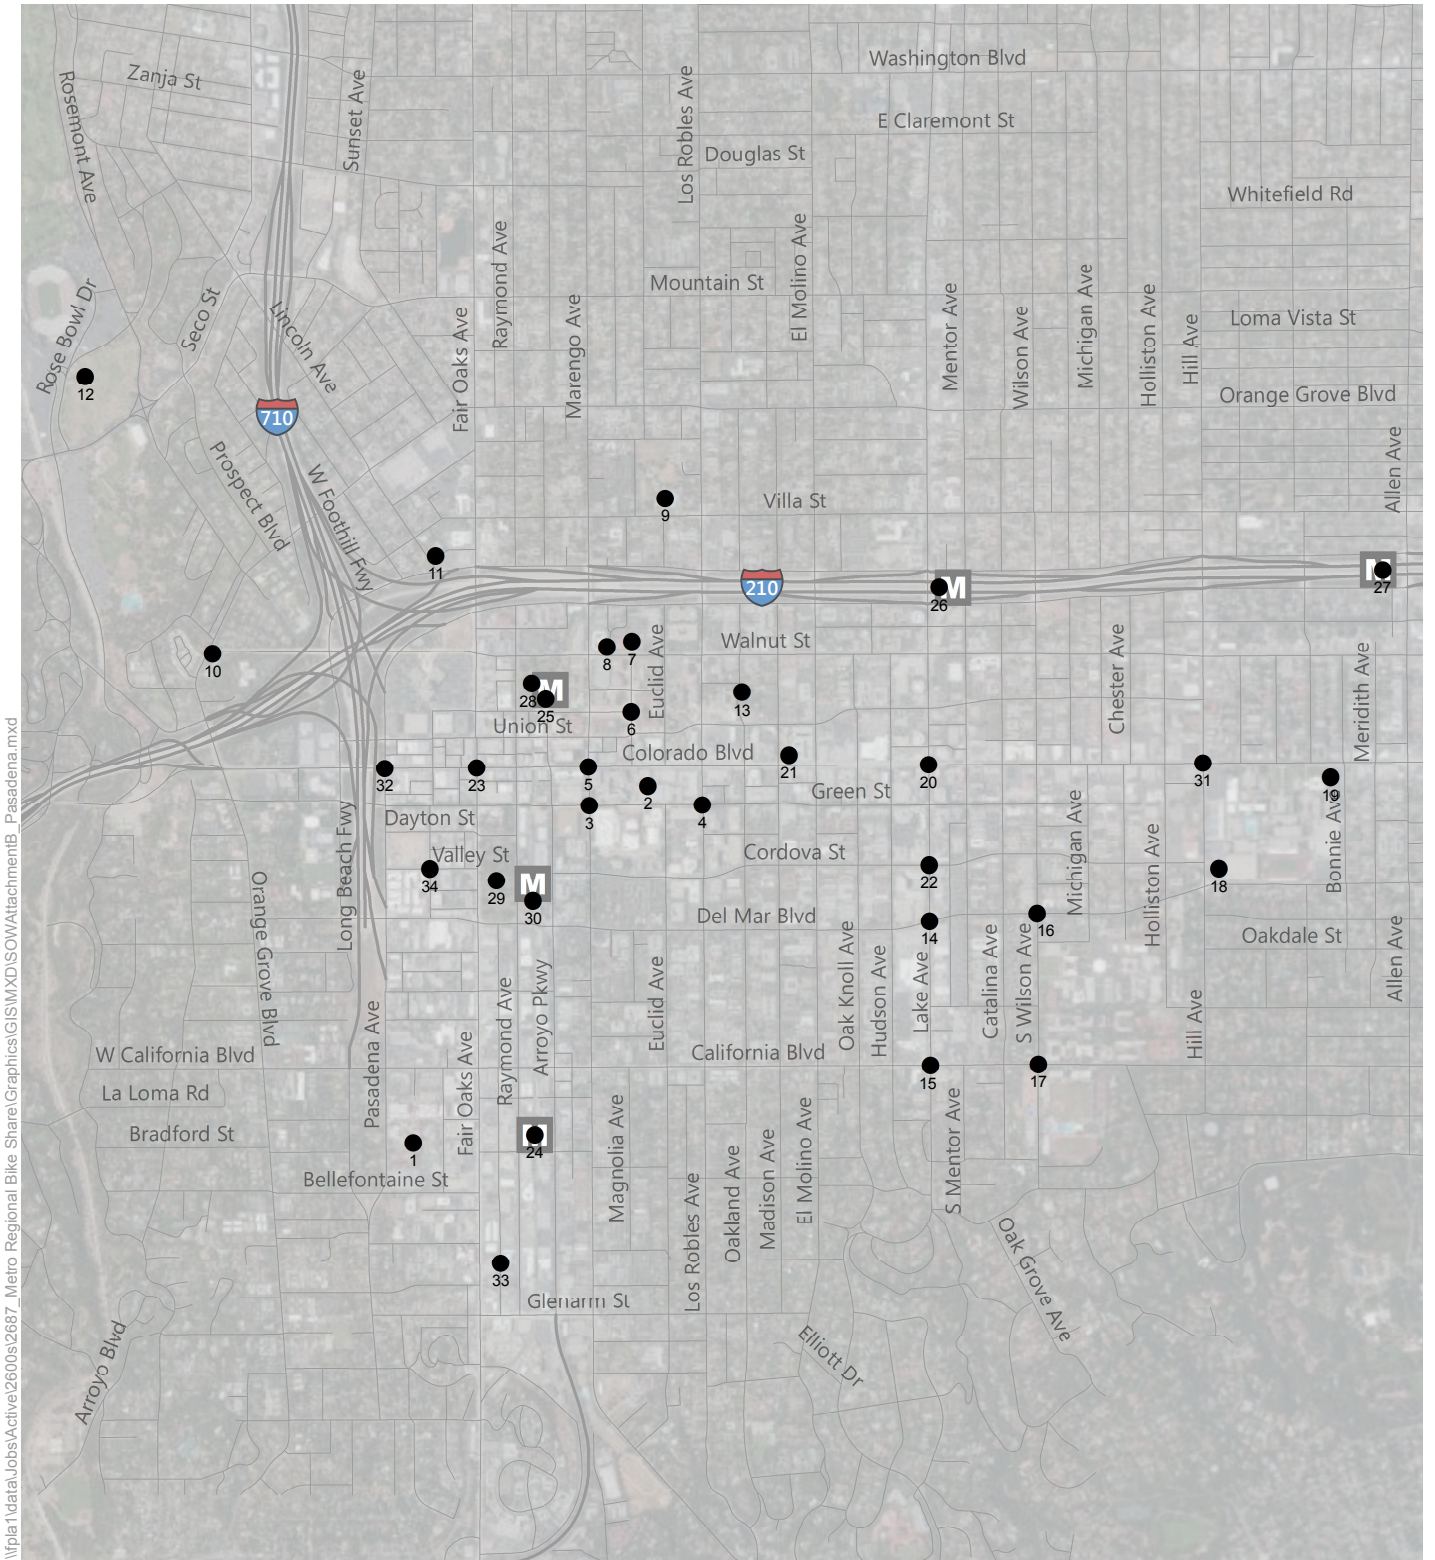 Washington Blvd
Zanja St
Rosemont Ave
Sunset Ave
Los Robles Ave
E Claremont St
Douglas St
Whitefield Rd
Raymond Ave
El Molino Ave
Mountain St
Rose Bowl Dr
Seco St
Lincoln Ave
Fair Oaks Ave
Marengo Ave
Mentor Ave
Wilson Ave
Michigan Ave
Holliston Ave
Hill Ave
Loma Vista St
12
710
Orange Grove Blvd
Allen Ave
Prospect Blvd
W Foothill Fwy
9
Villa St
11
210
M
26
M
27
10
8
7
Euclid Ave
Walnut St
Chester Ave
Meridith Ave
28
M
25
6
13
Union St
Colorado Blvd
32
23
5
2
21
Green St
20
31
19
3
4
Dayton St
Long Beach Fwy
Valley St
Cordova St
Michigan Ave
Holliston Ave
Bonnie Ave
34
29
M
30
22
18
Orange Grove Blvd
Del Mar Blvd
14
16
Oakdale St
Oak Knoll Ave
Hudson Ave
Lake Ave
Catalina Ave
S Wilson Ave
Allen Ave
Pasadena Ave
Fair Oaks Ave
Raymond Ave
Arroyo Pkwy
Euclid Ave
Hill Ave
W California Blvd
California Blvd
La Loma Rd
15
17
Bradford St
1
M
24
Magnolia Ave
Los Robles Ave
Oakland Ave
Madison Ave
El Molino Ave
S Mentor Ave
Bellefontaine St
Oak Grove Ave
33
Glenarm St
Arroyo Blvd
Elliott Dr
\\fpla1\data\Jobs\Active\2600s\2687_Metro Regional Bike Share\Graphics\GIS\MXD\SOWAttachmentB_Pasadena.mxd